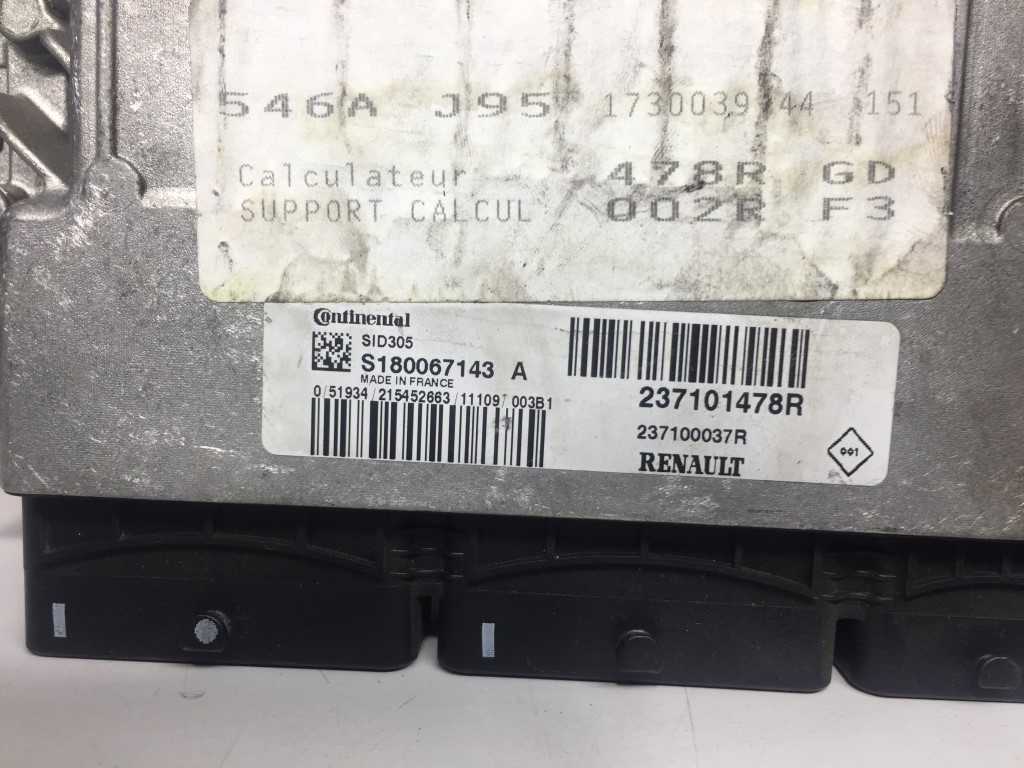 546A J95 173003944 151
Calculateur 478R GD
SUPPORT CALCUL 002R F3
Continental
SID305
S180067143 A
MADE IN FRANCE
0/51934/215452663/11109/003B1
237101478R
237100037R
RENAULT
001